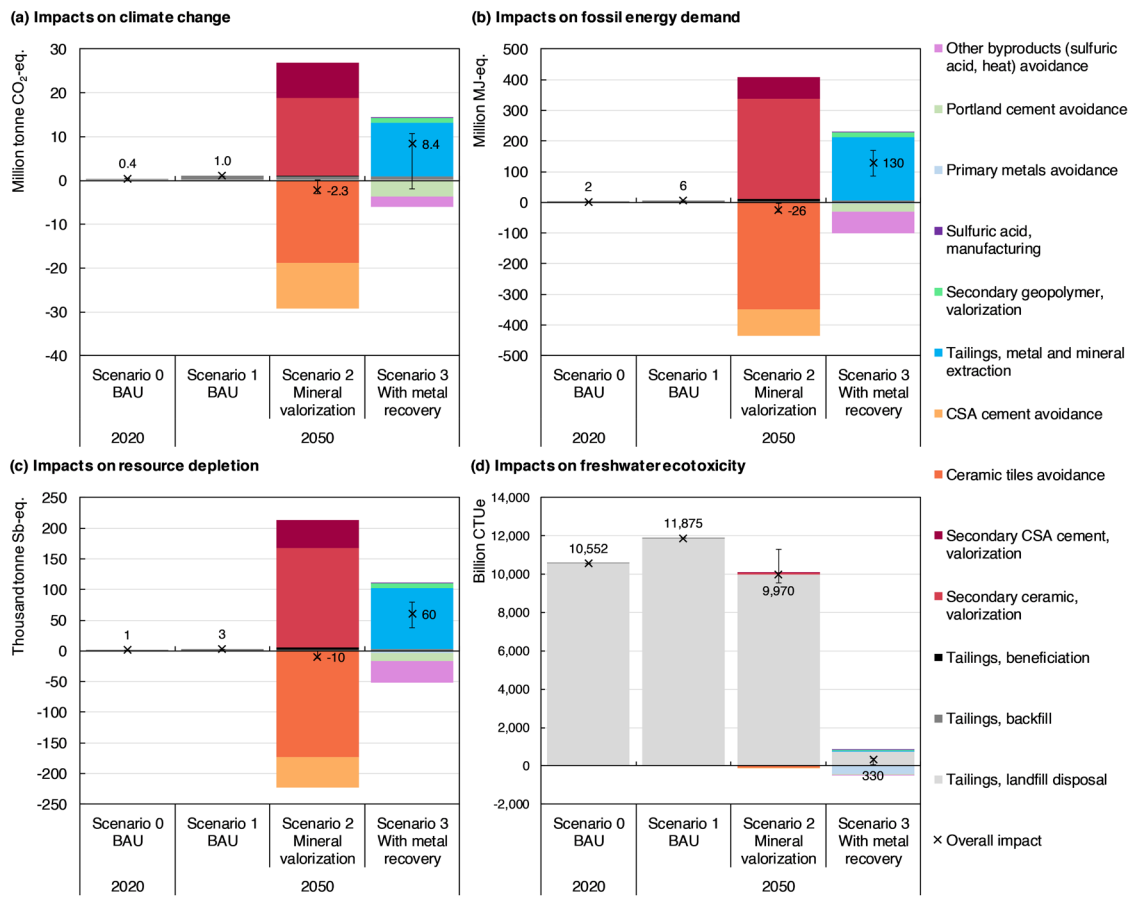 (a) Impacts on climate change
Million tonne CO2-eq.
30
20
10
0
-10
-20
-30
-40
0.4
1.0
-2.3
8.4
Scenario 0
BAU
Scenario 1
BAU
Scenario 2
Mineral
valorization
Scenario 3
With metal
recovery
2020
2050
(b) Impacts on fossil energy demand
Million MJ-eq.
500
400
300
200
100
0
-100
-200
-300
-400
-500
2
6
-26
130
Scenario 0
BAU
Scenario 1
BAU
Scenario 2
Mineral
valorization
Scenario 3
With metal
recovery
2020
2050
(c) Impacts on resource depletion
Thousand tonne Sb-eq.
250
200
150
100
50
0
-50
-100
-150
-200
-250
1
3
-10
60
Scenario 0
BAU
Scenario 1
BAU
Scenario 2
Mineral
valorization
Scenario 3
With metal
recovery
2020
2050
(d) Impacts on freshwater ecotoxicity
Billion CTUe
14,000
12,000
10,000
8,000
6,000
4,000
2,000
0
-2,000
10,552
11,875
9,970
330
Scenario 0
BAU
Scenario 1
BAU
Scenario 2
Mineral
valorization
Scenario 3
With metal
recovery
2020
2050
Other byproducts (sulfuric
acid, heat) avoidance
Portland cement avoidance
Primary metals avoidance
Sulfuric acid,
manufacturing
Secondary geopolymer,
valorization
Tailings, metal and mineral
extraction
CSA cement avoidance
Ceramic tiles avoidance
Secondary CSA cement,
valorization
Secondary ceramic,
valorization
Tailings, beneficiation
Tailings, backfill
Tailings, landfill disposal
Overall impact